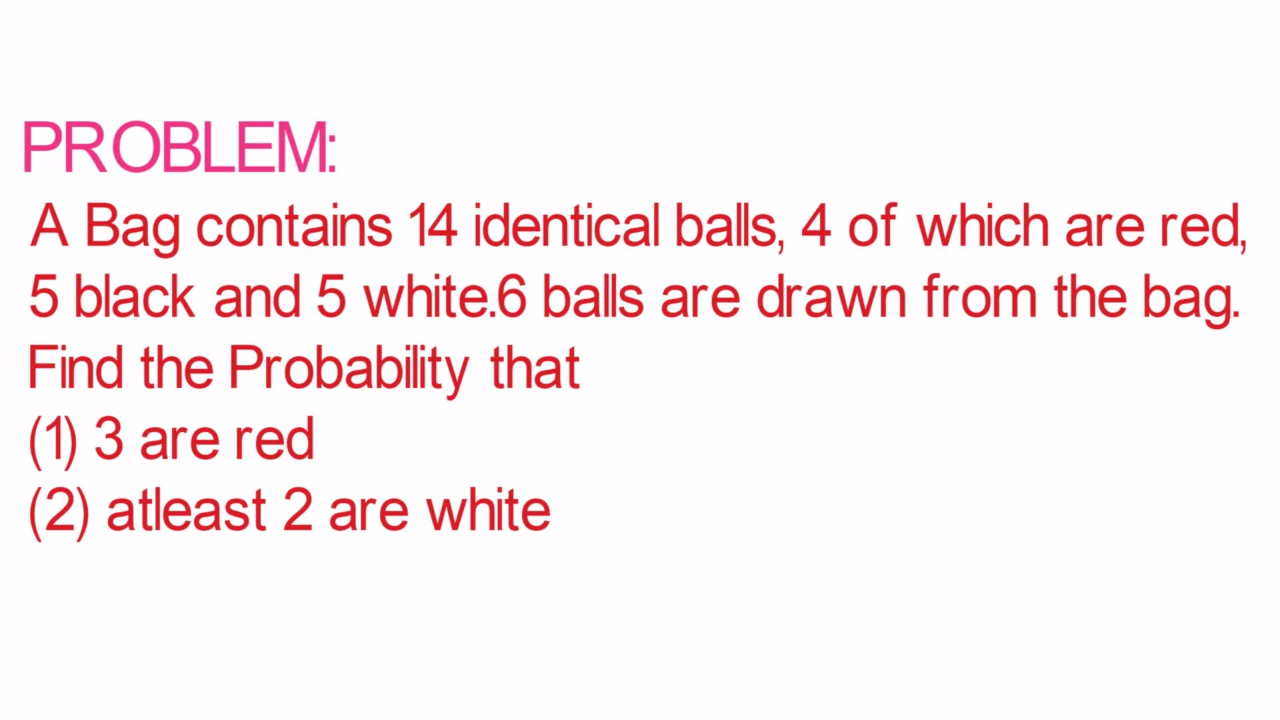 PROBLEM:
A Bag contains 14 identical balls, 4 of which are red,
5 black and 5 white.6 balls are drawn from the bag.
Find the Probability that
(1) 3 are red
(2) atleast 2 are white